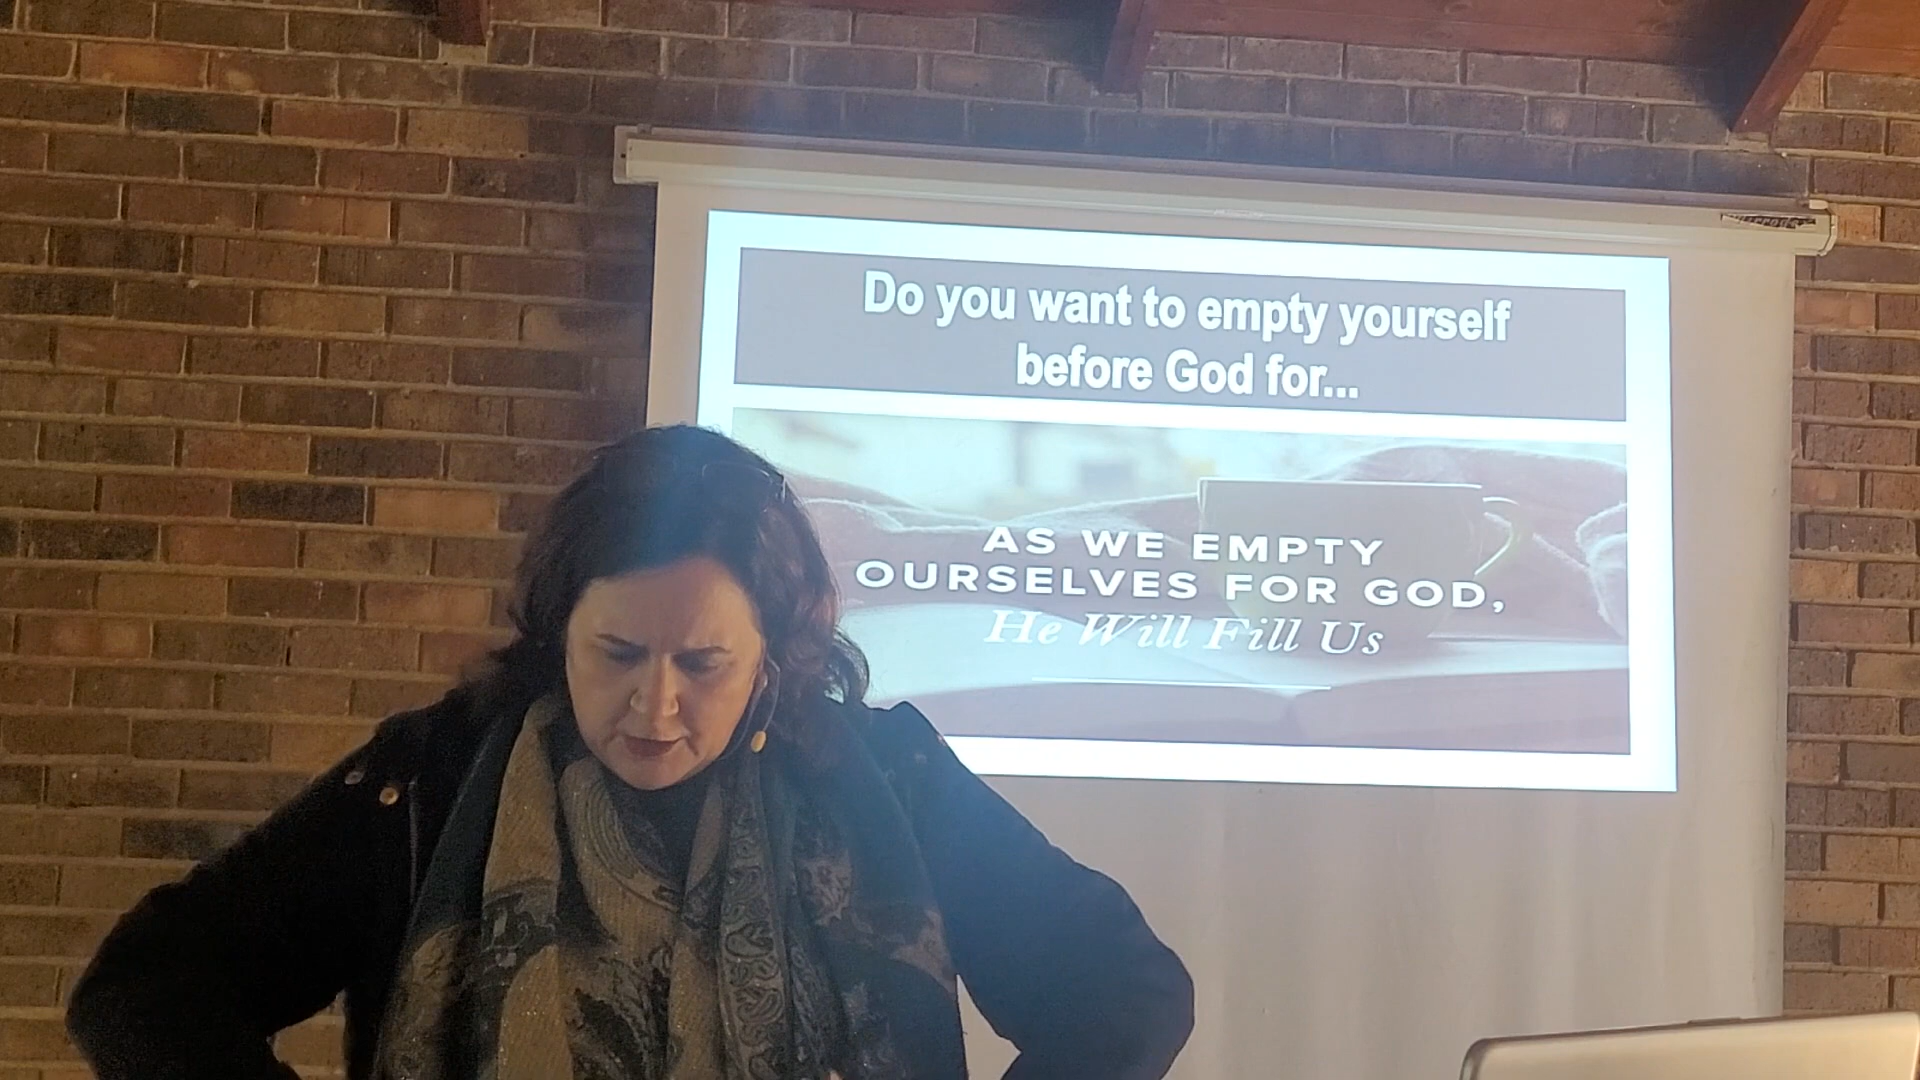 Do you want to empty yourself
before God for...
AS WE EMPTY
OURSELVES FOR GOD,
He Will Fill Us